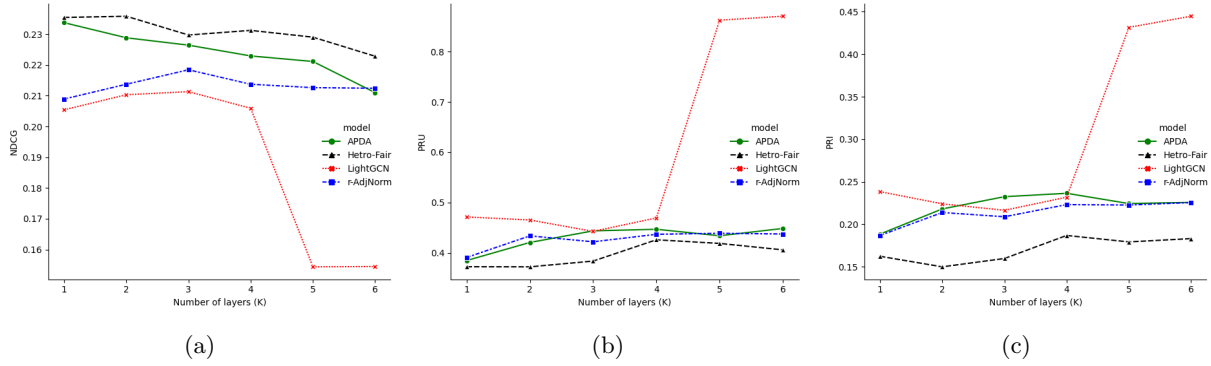 NDCG
0.23
0.22
0.21
0.20
0.19
0.18
0.17
0.16
1 2 3 4 5 6
Number of layers (K)
model
APDA
Hetro-Fair
LightGCN
r-AdjNorm
(a)
PRU
0.8
0.7
0.6
0.5
0.4
1 2 3 4 5 6
Number of layers (K)
model
APDA
Hetro-Fair
LightGCN
r-AdjNorm
(b)
PRI
0.45
0.40
0.35
0.30
0.25
0.20
0.15
1 2 3 4 5 6
Number of layers (K)
model
APDA
Hetro-Fair
LightGCN
r-AdjNorm
(c)